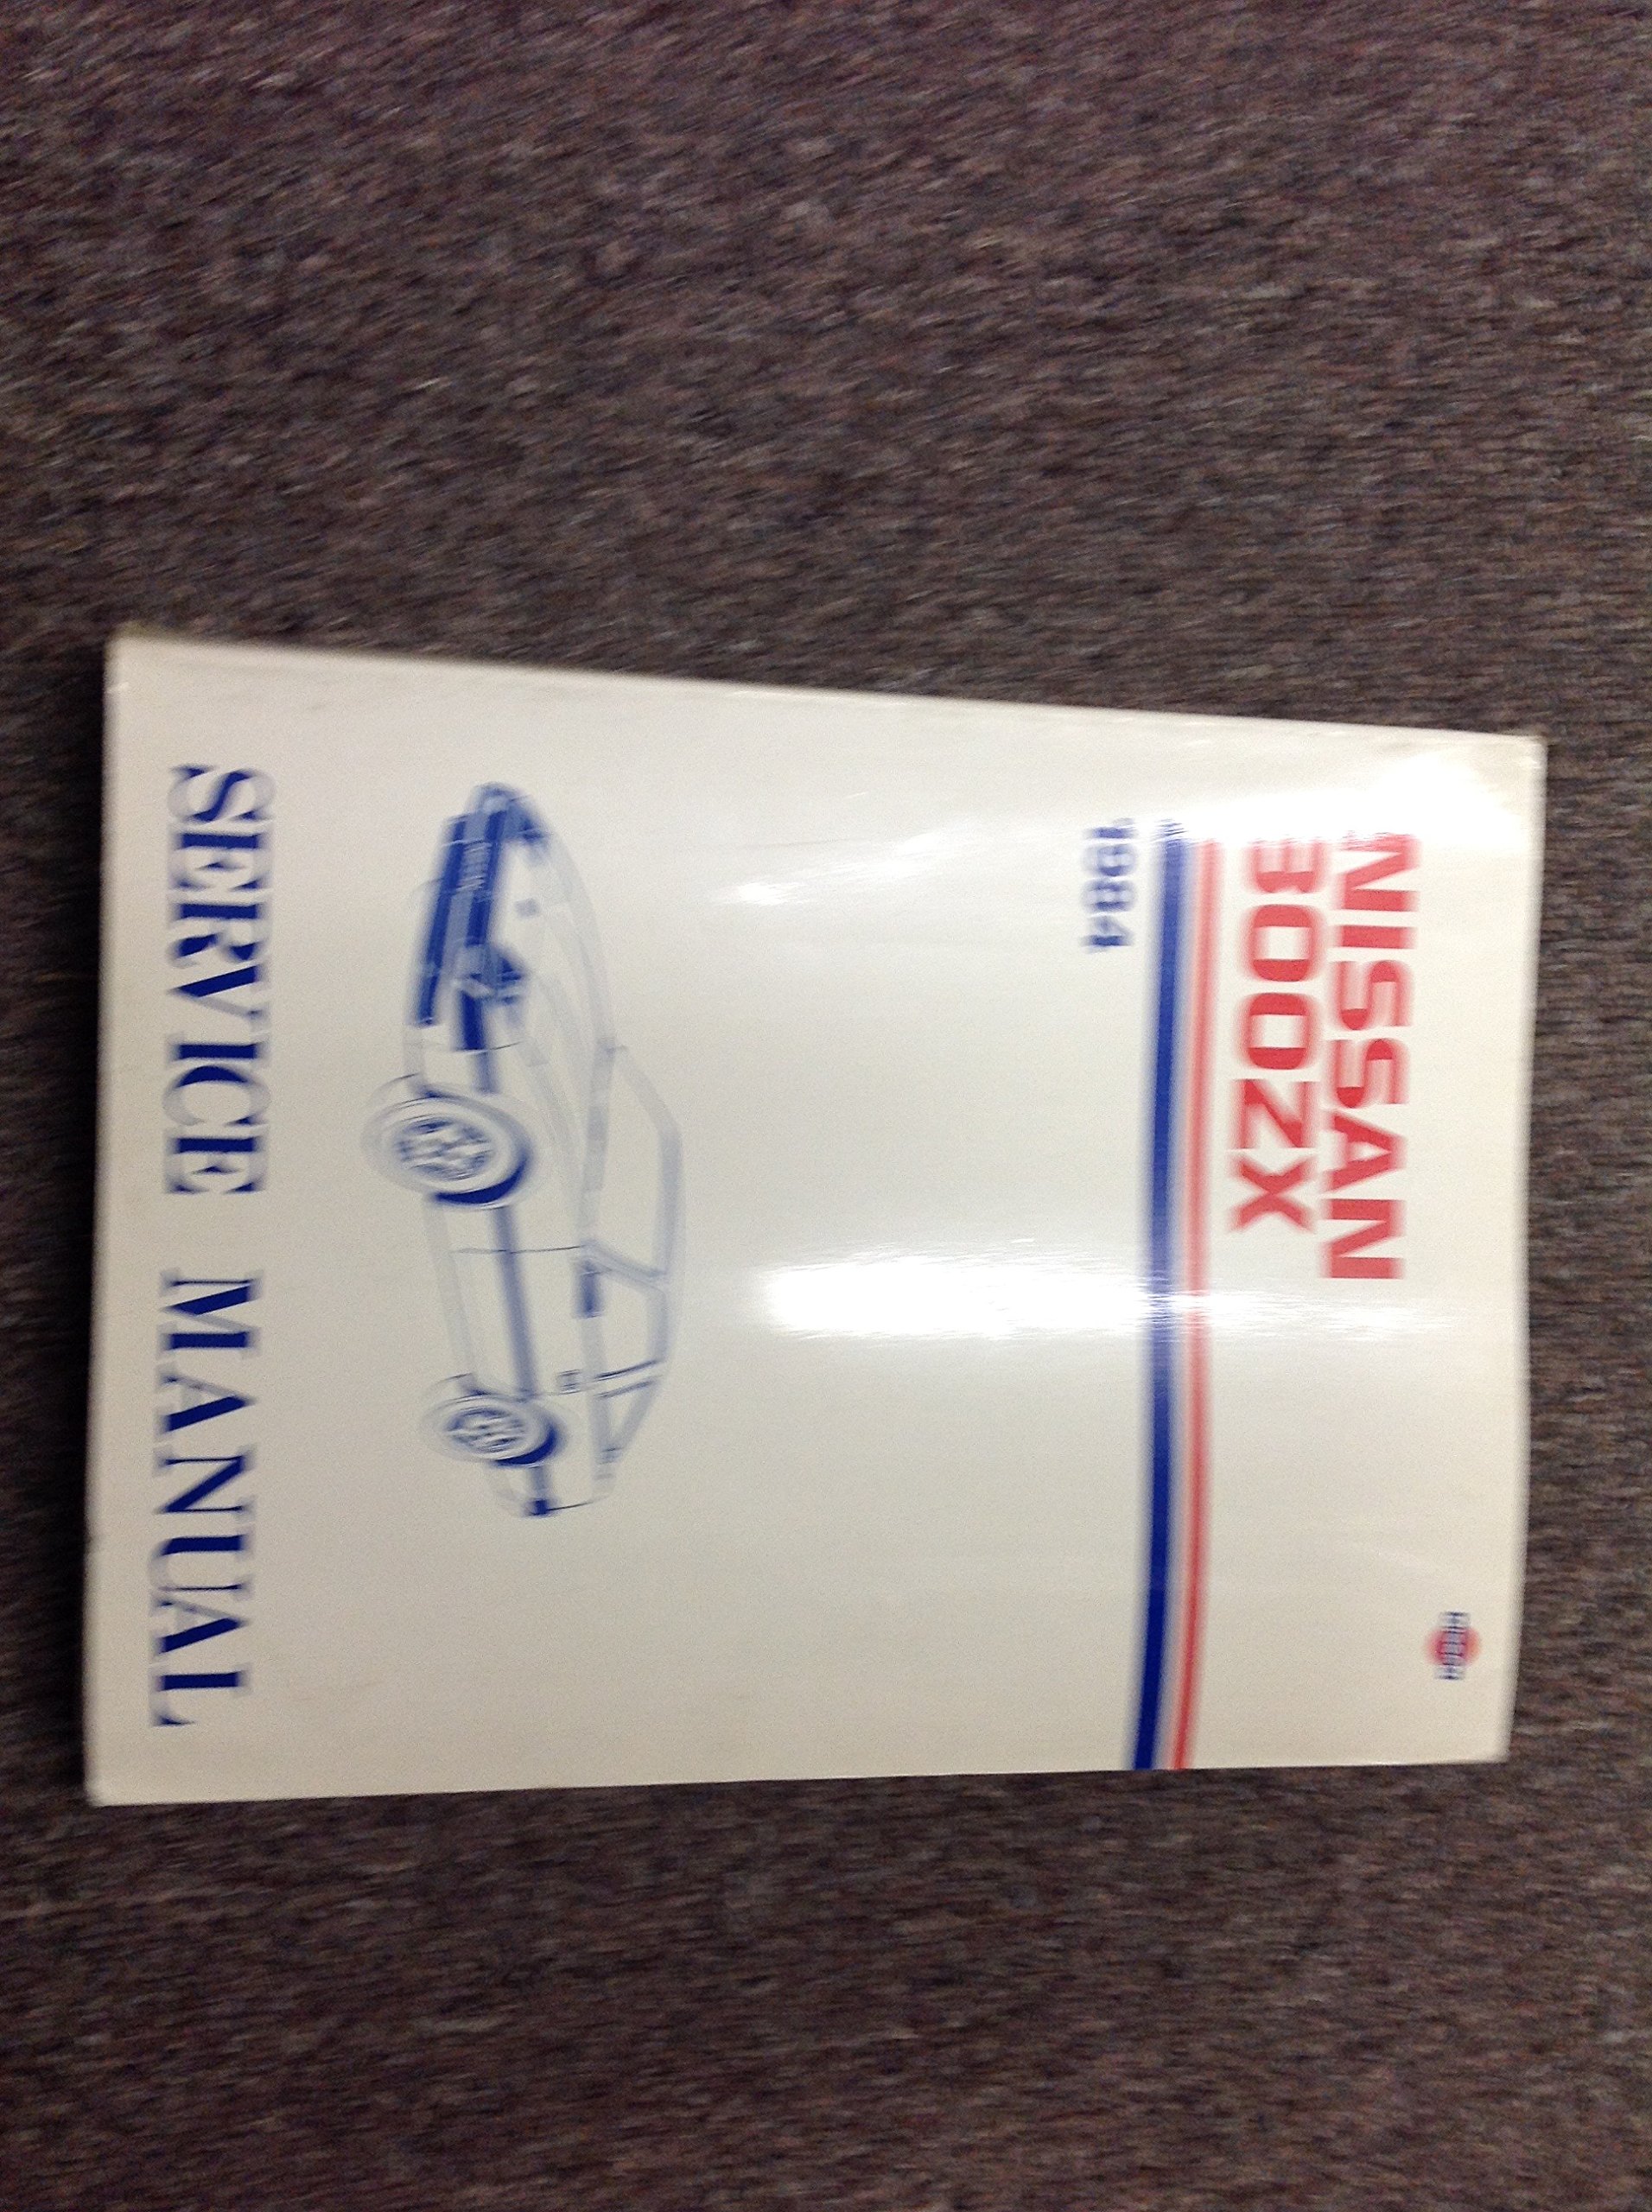 NISSAN
300ZX
1984
SERVICE MANUAL